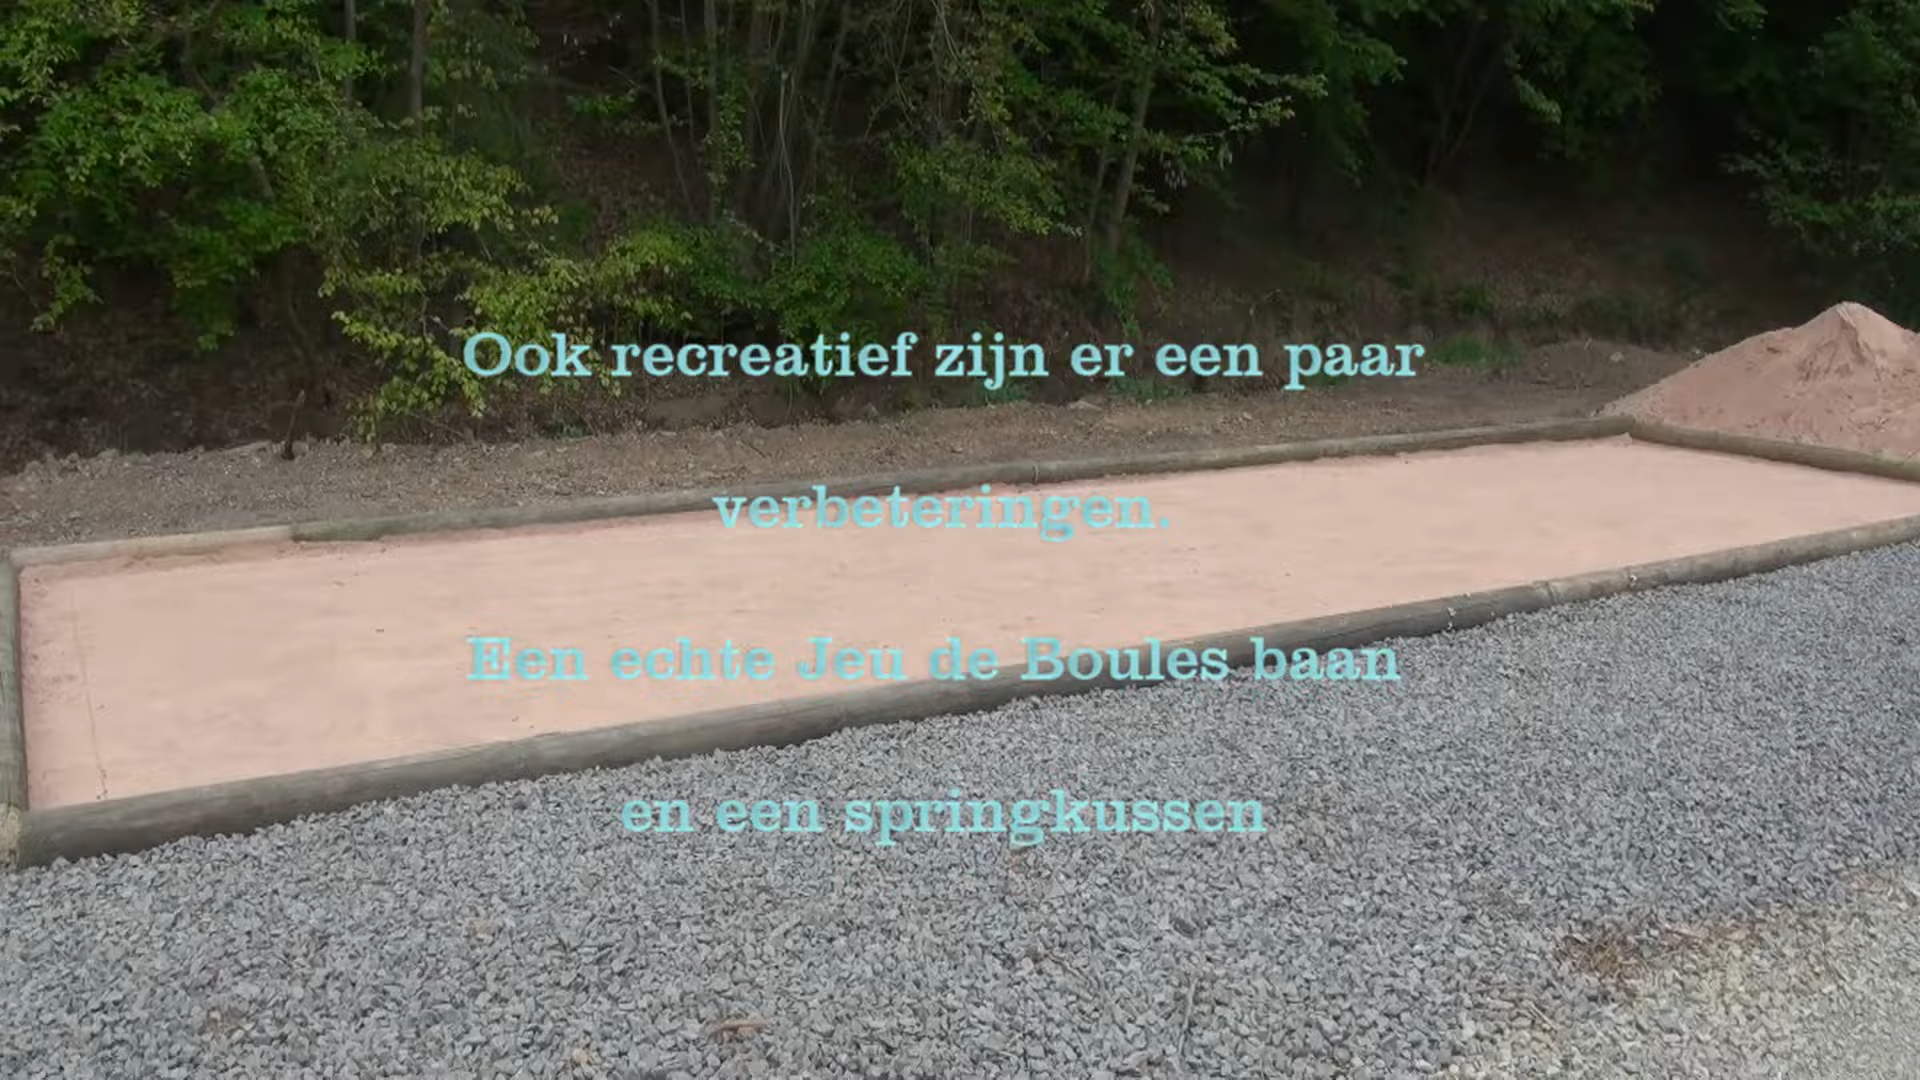 Ook recreatief zijn er een paar
verbeteringen.
Een echte Jeu de Boules baan
en een springkussen